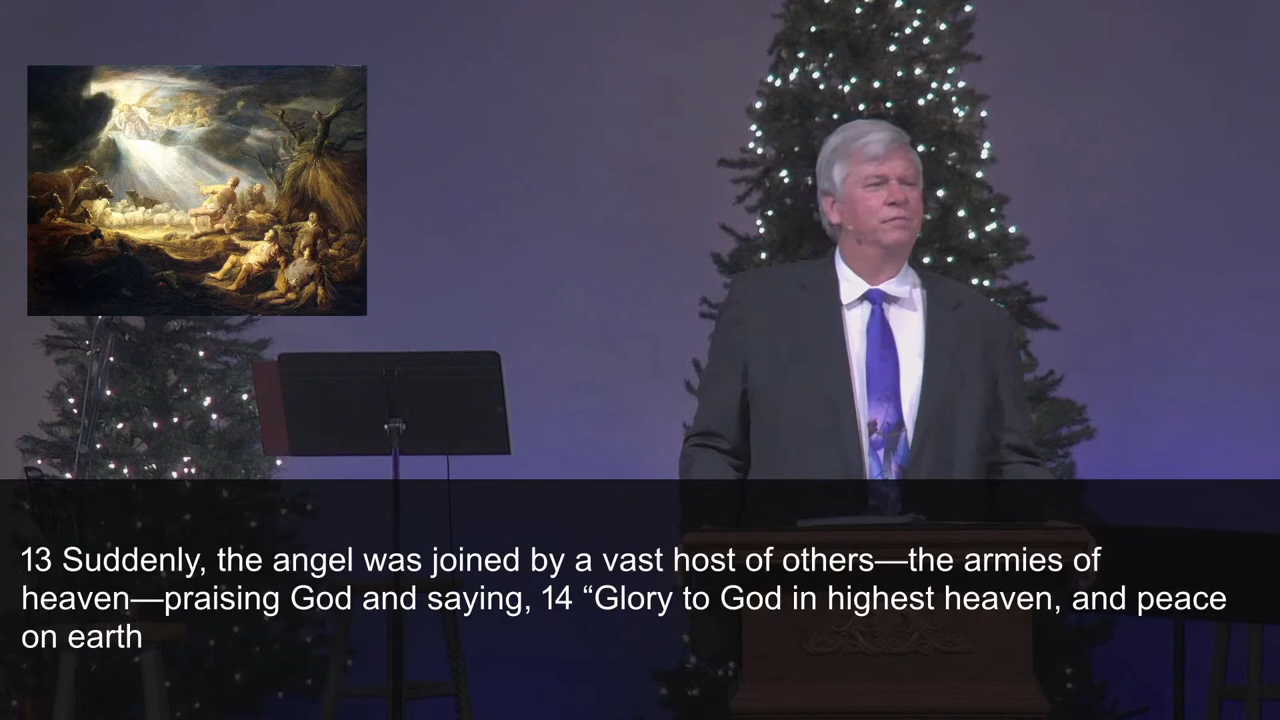 13 Suddenly, the angel was joined by a vast host of others—the armies of
heaven—praising God and saying, 14 “Glory to God in highest heaven, and peace
on earth